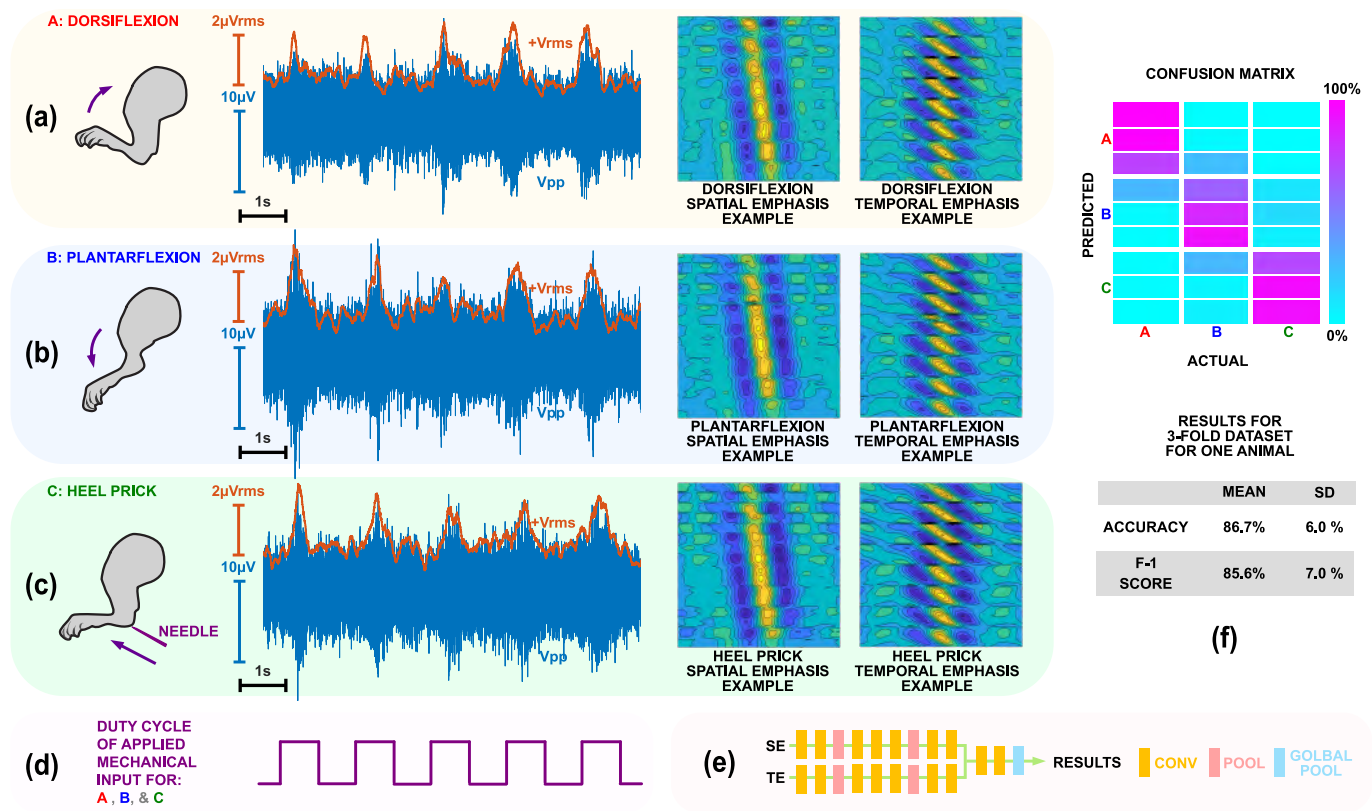 A: DORSIFLEXION
2µVrms
+Vrms
10µV
Vpp
1s
(a)
DORSIFLEXION
SPATIAL EMPHASIS
EXAMPLE
DORSIFLEXION
TEMPORAL EMPHASIS
EXAMPLE
B: PLANTARFLEXION
2µVrms
+Vrms
10µV
Vpp
1s
(b)
PLANTARFLEXION
SPATIAL EMPHASIS
EXAMPLE
PLANTARFLEXION
TEMPORAL EMPHASIS
EXAMPLE
C: HEEL PRICK
2µVrms
+Vrms
10µV
Vpp
1s
(c)
NEEDLE
HEEL PRICK
SPATIAL EMPHASIS
EXAMPLE
HEEL PRICK
TEMPORAL EMPHASIS
EXAMPLE
(d)
DUTY CYCLE
OF APPLIED
MECHANICAL
INPUT FOR:
A , B, & C
(e)
SE
TE
RESULTS
CONV
POOL
GOLBAL
POOL
CONFUSION MATRIX
100%
0%
PREDICTED
A
B
C
A B C
ACTUAL
RESULTS FOR
3-FOLD DATASET
FOR ONE ANIMAL
MEAN SD
ACCURACY 86.7% 6.0 %
F-1
SCORE 85.6% 7.0 %
(f)